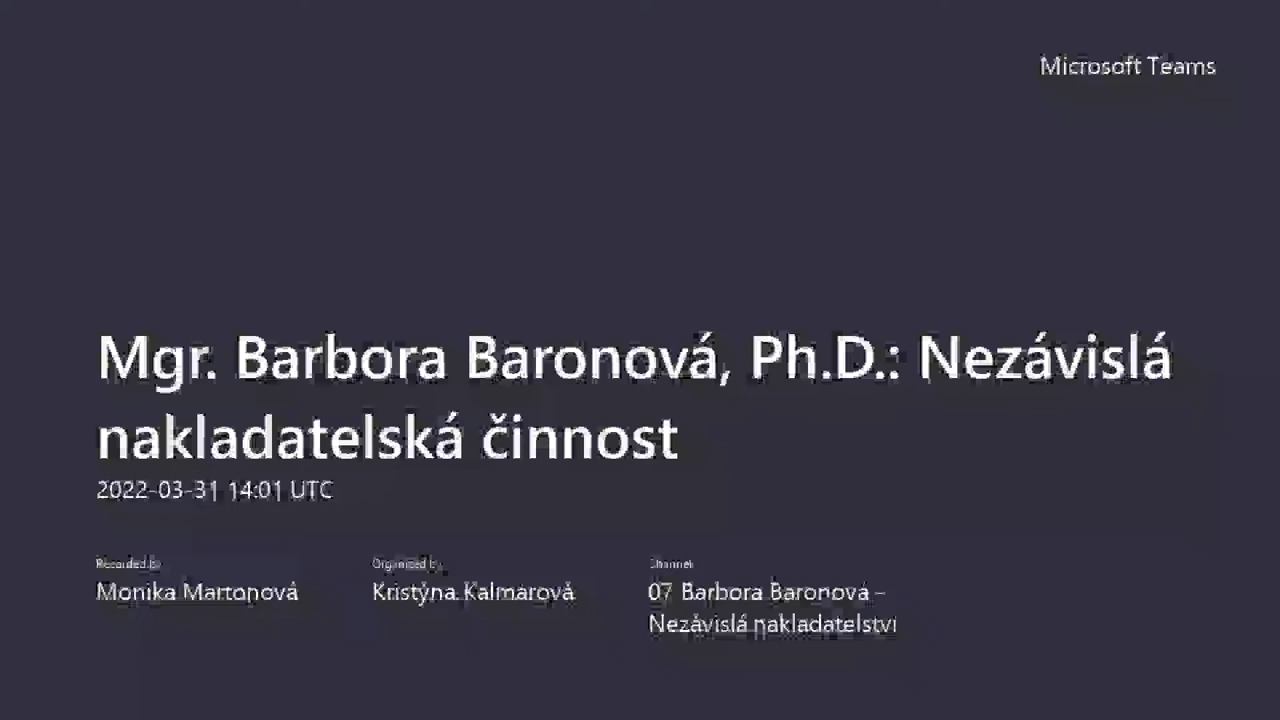 Microsoft Teams
Mgr. Barbora Baronová, Ph.D.: Nezávislá
nakladatelská činnost
2022-03-31 14:01 UTC
Recorded by
Organized by
Channel
Monika Martonová
Kristýna Kalmarová
07 Barbora Baronová –
Nezávislá nakladatelství